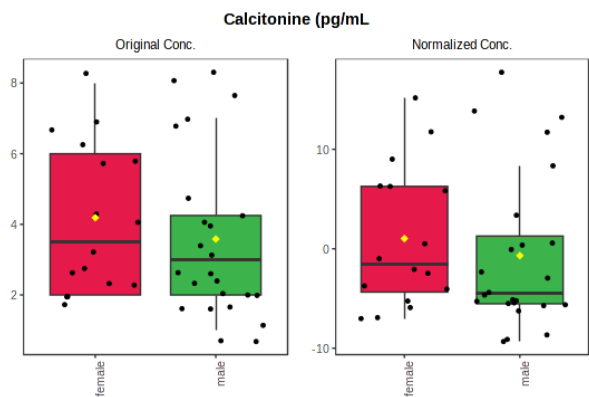 Calcitonine (pg/mL
Original Conc.
Normalized Conc.
8
6
4
2
10
0
-10
female
male
female
male